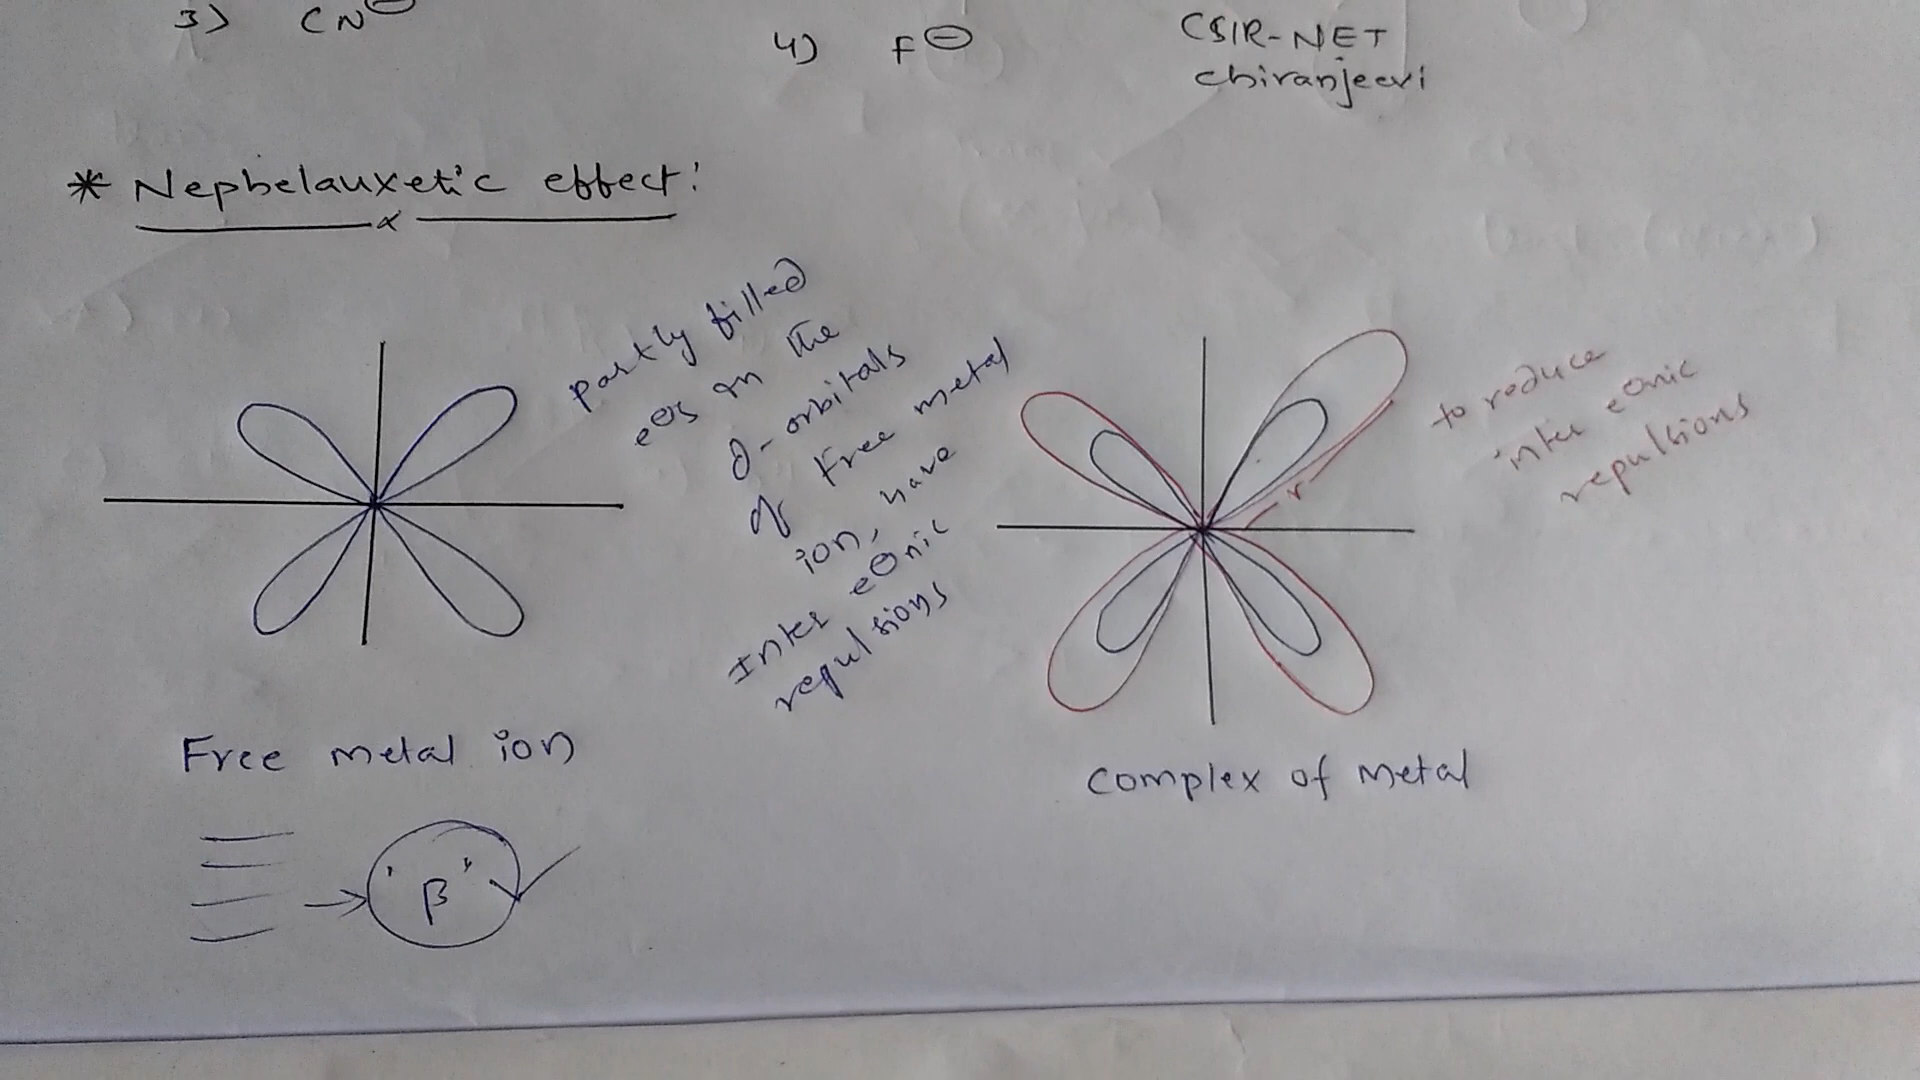 3) CN⊖
4) F⊖
CSIR-NET
chiranjeevi
* Nephelauxetic effect:
partly filled
e⊖s in the
d-orbitals
of Free metal
ion, have
Inter e⊖nic
repulsions
to reduce
inter e⊖nic
repulsions
r
Free metal ion
complex of metal
'β'